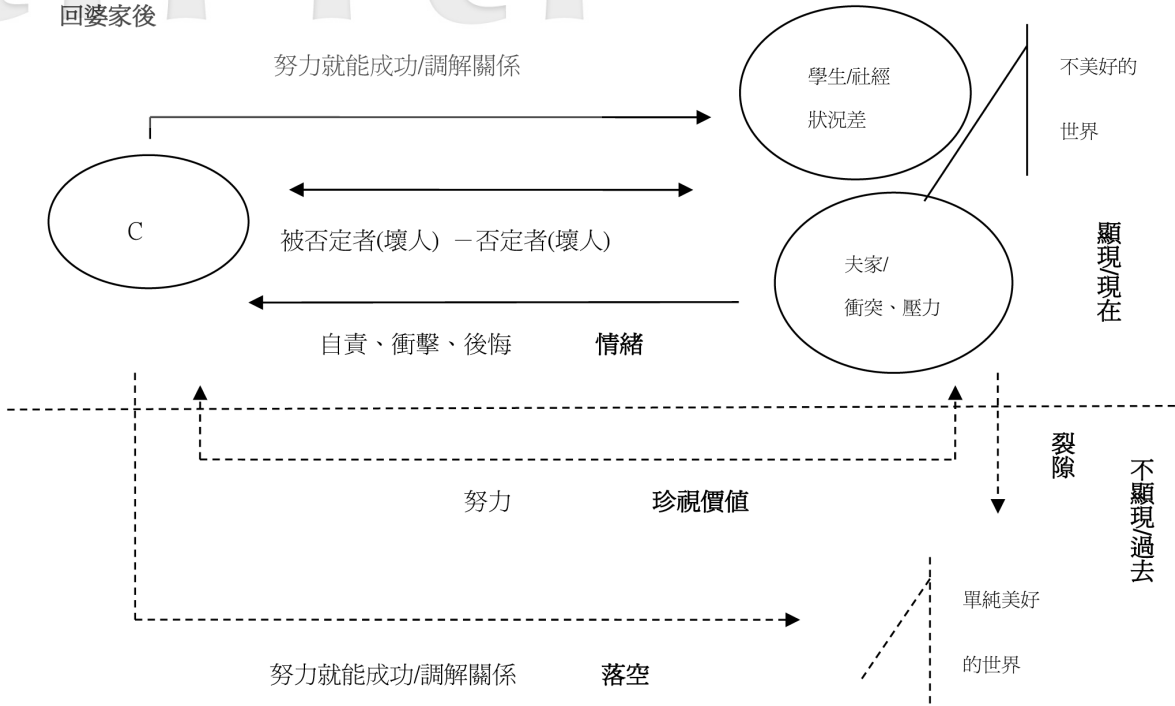 回婆家後
努力就能成功/調解關係
學生/社經
狀況差
不美好的
世界
C
被否定者(壞人) －否定者(壞人)
夫家/
衝突、壓力
顯現/現在
自責、衝擊、後悔 情緒
裂隙
不顯現/過去
努力 珍視價值
單純美好
的世界
努力就能成功/調解關係 落空